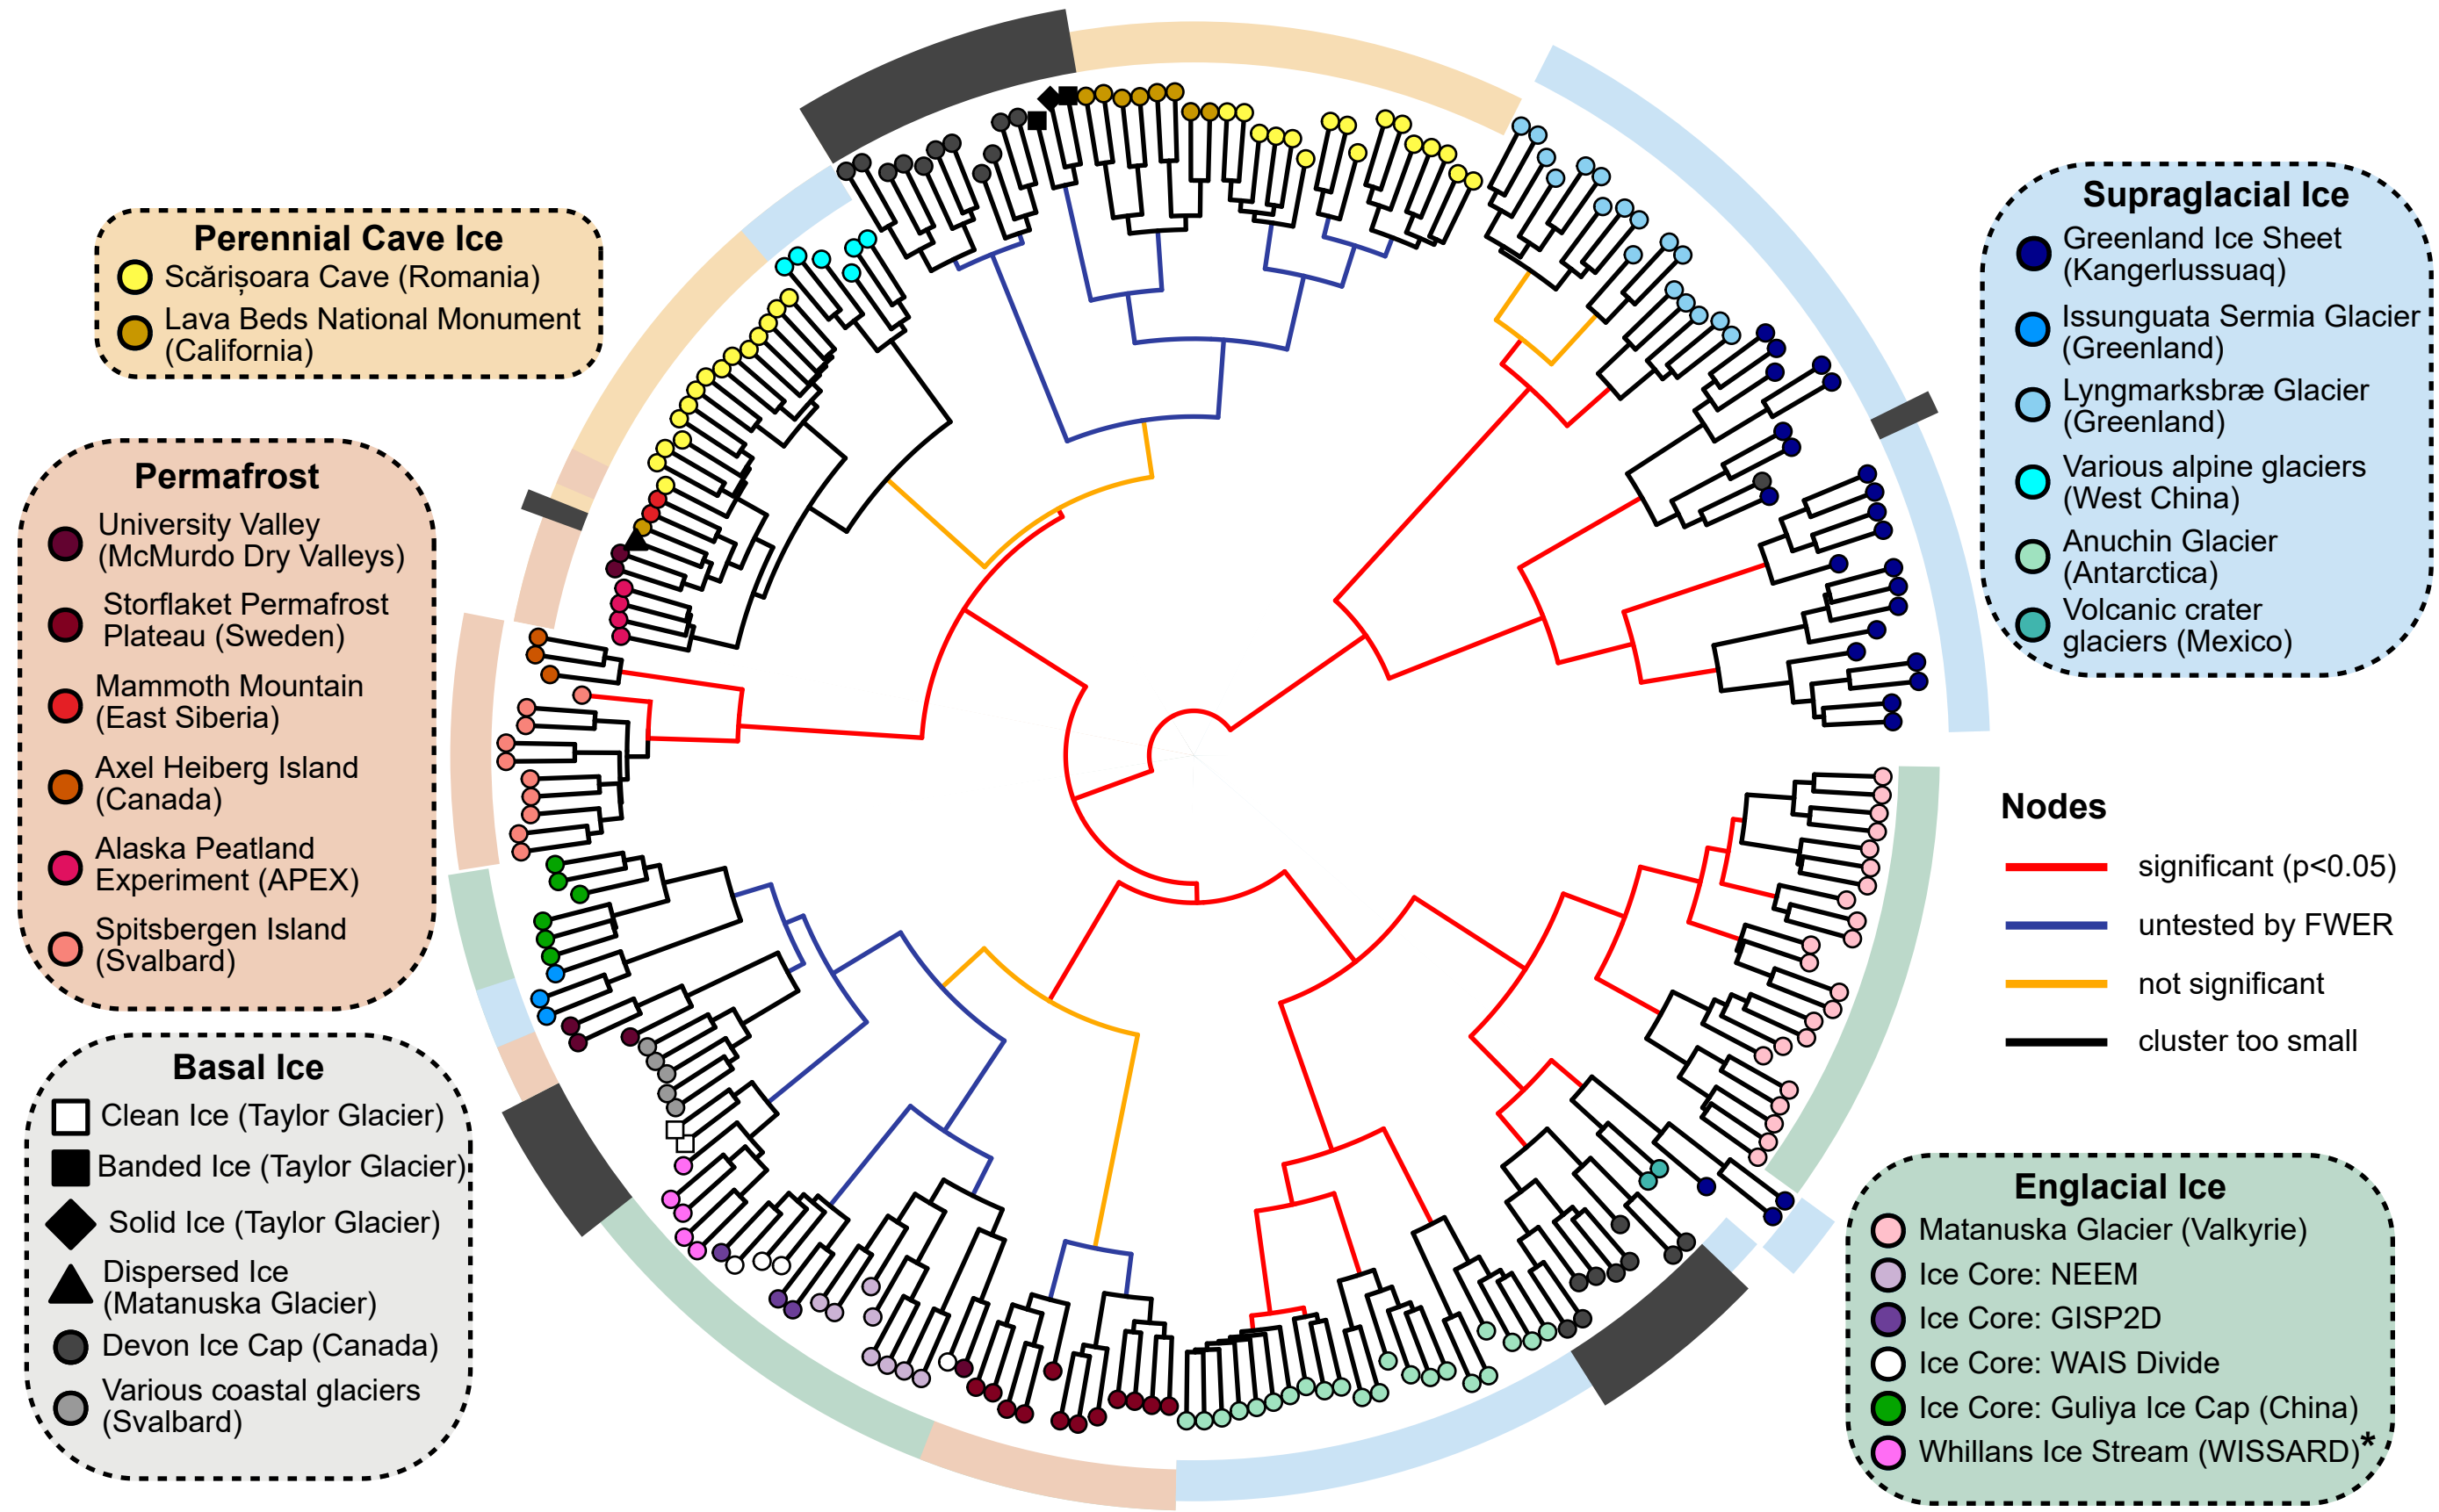 Perennial Cave Ice
Scărișoara Cave (Romania)
Lava Beds National Monument
(California)
Permafrost
University Valley
(McMurdo Dry Valleys)
Storflaket Permafrost
Plateau (Sweden)
Mammoth Mountain
(East Siberia)
Axel Heiberg Island
(Canada)
Alaska Peatland
Experiment (APEX)
Spitsbergen Island
(Svalbard)
Basal Ice
Clean Ice (Taylor Glacier)
Banded Ice (Taylor Glacier)
Solid Ice (Taylor Glacier)
Dispersed Ice
(Matanuska Glacier)
Devon Ice Cap (Canada)
Various coastal glaciers
(Svalbard)
Supraglacial Ice
Greenland Ice Sheet
(Kangerlussuaq)
Issunguata Sermia Glacier
(Greenland)
Lyngmarksbræ Glacier
(Greenland)
Various alpine glaciers
(West China)
Anuchin Glacier
(Antarctica)
Volcanic crater
glaciers (Mexico)
Nodes
significant (p<0.05)
untested by FWER
not significant
cluster too small
Englacial Ice
Matanuska Glacier (Valkyrie)
Ice Core: NEEM
Ice Core: GISP2D
Ice Core: WAIS Divide
Ice Core: Guliya Ice Cap (China)
Whillans Ice Stream (WISSARD)*